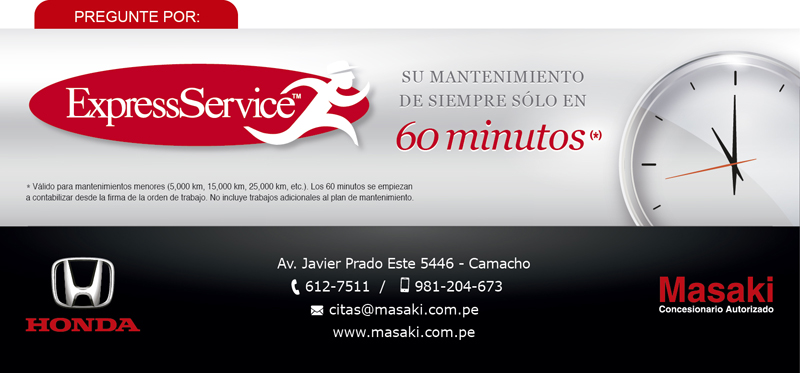 PREGUNTE POR:
ExpressService™
SU MANTENIMIENTO
DE SIEMPRE SÓLO EN
60 minutos (*)
* Válido para mantenimientos menores (5,000 km, 15,000 km, 25,000 km, etc.). Los 60 minutos se empiezan
a contabilizar desde la firma de la orden de trabajo. No incluye trabajos adicionales al plan de mantenimiento.
Av. Javier Prado Este 5446 - Camacho
612-7511 / 981-204-673
citas@masaki.com.pe
www.masaki.com.pe
HONDA
Masaki
Concesionario Autorizado